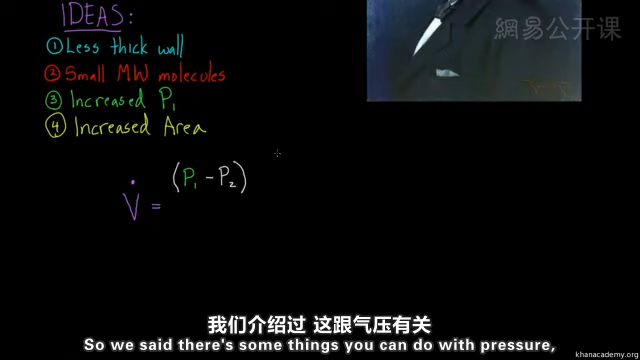 IDEAS:
① Less thick wall
② Small MW molecules
③ Increased P₁
④ Increased Area
(P₁ - P₂)
V̇ =
網易公开课
我们介绍过 这跟气压有关
So we said there's some things you can do with pressure,
khanacademy.org